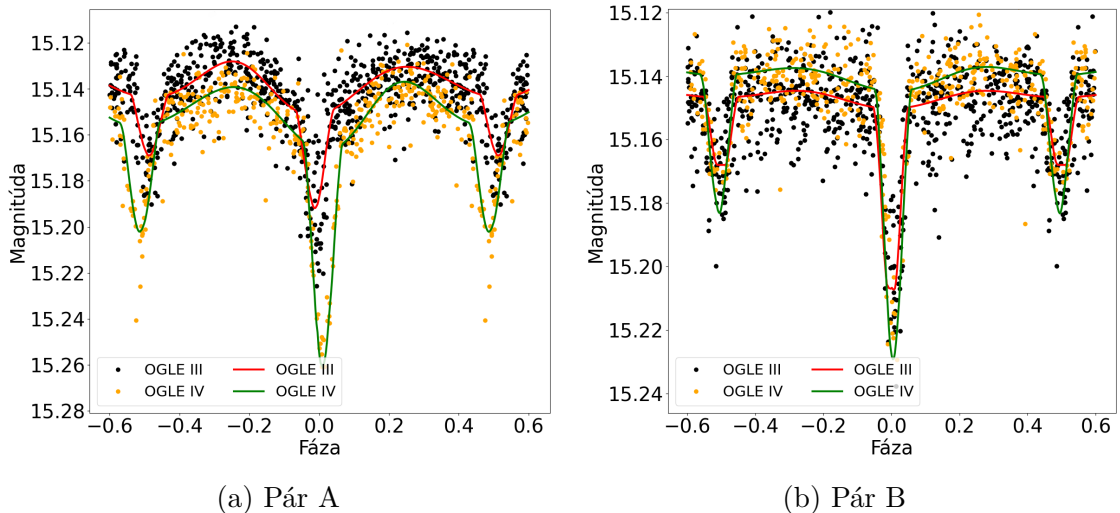 15.12
15.14
15.16
15.18
15.20
15.22
15.24
15.26
15.28
Magnitúda
−0.6 −0.4 −0.2 0.0 0.2 0.4 0.6
Fáza
OGLE III OGLE III
OGLE IV OGLE IV
(a) Pár A
15.12
15.14
15.16
15.18
15.20
15.22
15.24
Magnitúda
−0.6 −0.4 −0.2 0.0 0.2 0.4 0.6
Fáza
OGLE III OGLE III
OGLE IV OGLE IV
(b) Pár B